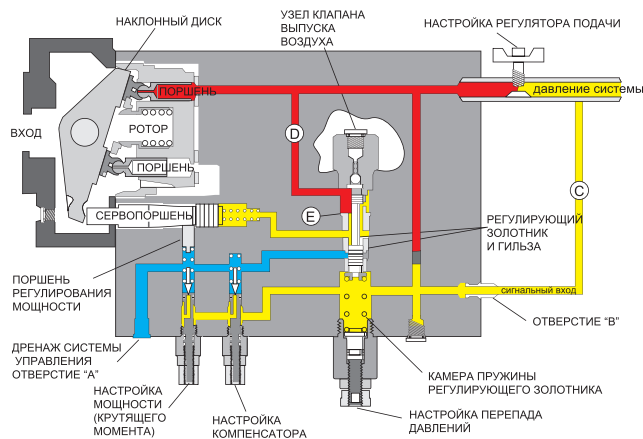 НАКЛОННЫЙ ДИСК
УЗЕЛ КЛАПАНА
ВЫПУСКА
ВОЗДУХА
НАСТРОЙКА РЕГУЛЯТОРА ПОДАЧИ
ПОРШЕНЬ
давление системы
ВХОД
РОТОР
D
ПОРШЕНЬ
C
СЕРВОПОРШЕНЬ
E
РЕГУЛИРУЮЩИЙ
ЗОЛОТНИК
И ГИЛЬЗА
ПОРШЕНЬ
РЕГУЛИРОВАНИЯ
МОЩНОСТИ
сигнальный вход
ОТВЕРСТИЕ “B”
ДРЕНАЖ СИСТЕМЫ
УПРАВЛЕНИЯ
ОТВЕРСТИЕ “A”
КАМЕРА ПРУЖИНЫ
РЕГУЛИРУЮЩЕГО ЗОЛОТНИКА
НАСТРОЙКА
МОЩНОСТИ
(КРУТЯЩЕГО
МОМЕНТА)
НАСТРОЙКА
КОМПЕНСАТОРА
НАСТРОЙКА ПЕРЕПАДА
ДАВЛЕНИЙ